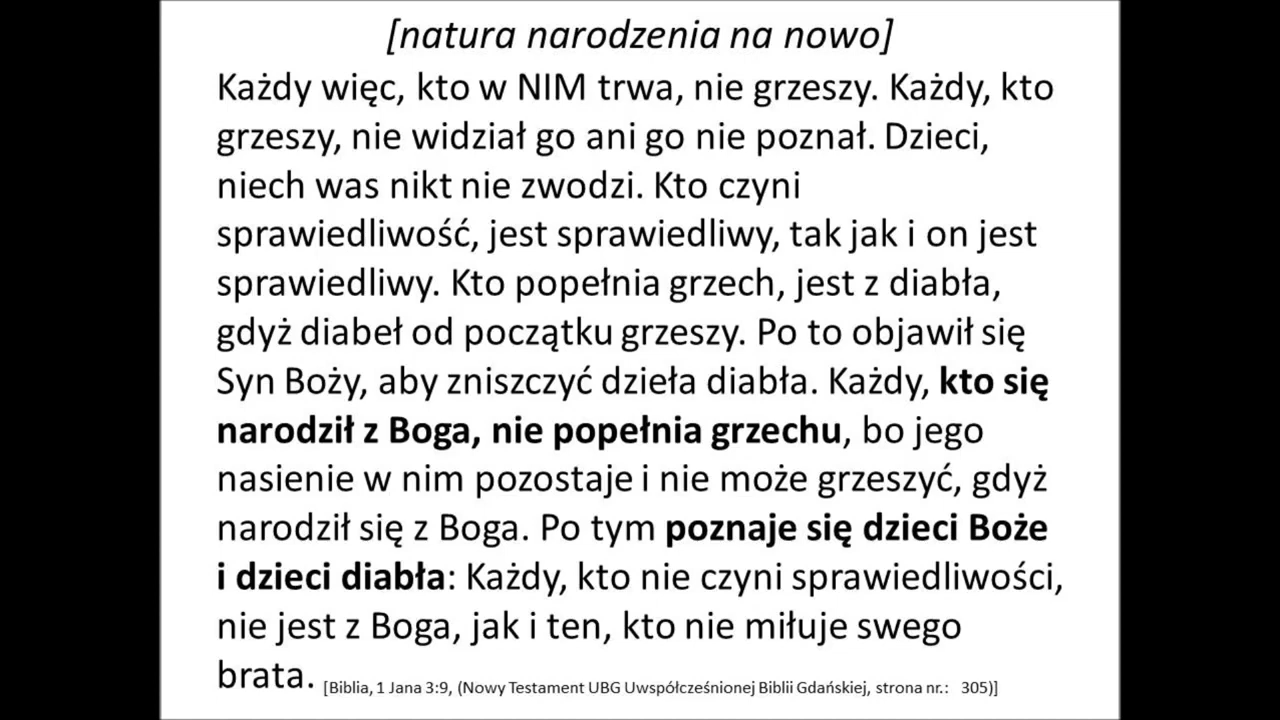 [natura narodzenia na nowo]
Każdy więc, kto w NIM trwa, nie grzeszy. Każdy, kto
grzeszy, nie widział go ani go nie poznał. Dzieci,
niech was nikt nie zwodzi. Kto czyni
sprawiedliwość, jest sprawiedliwy, tak jak i on jest
sprawiedliwy. Kto popełnia grzech, jest z diabła,
gdyż diabeł od początku grzeszy. Po to objawił się
Syn Boży, aby zniszczyć dzieła diabła. Każdy, kto się
narodził z Boga, nie popełnia grzechu, bo jego
nasienie w nim pozostaje i nie może grzeszyć, gdyż
narodził się z Boga. Po tym poznaje się dzieci Boże
i dzieci diabła: Każdy, kto nie czyni sprawiedliwości,
nie jest z Boga, jak i ten, kto nie miłuje swego
brata. [Biblia, 1 Jana 3:9, (Nowy Testament UBG Uwspółcześnionej Biblii Gdańskiej, strona nr.: 305)]